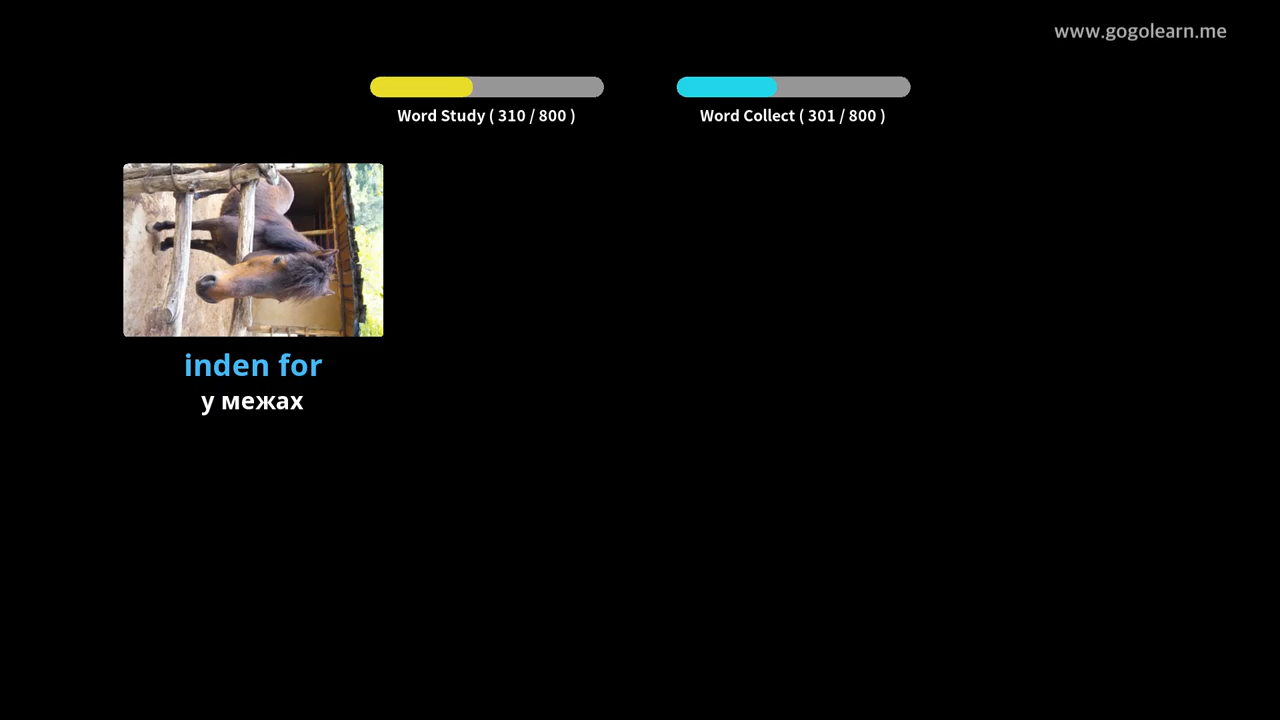 www.gogolearn.me
Word Study ( 310 / 800 )
Word Collect ( 301 / 800 )
inden for
у межах